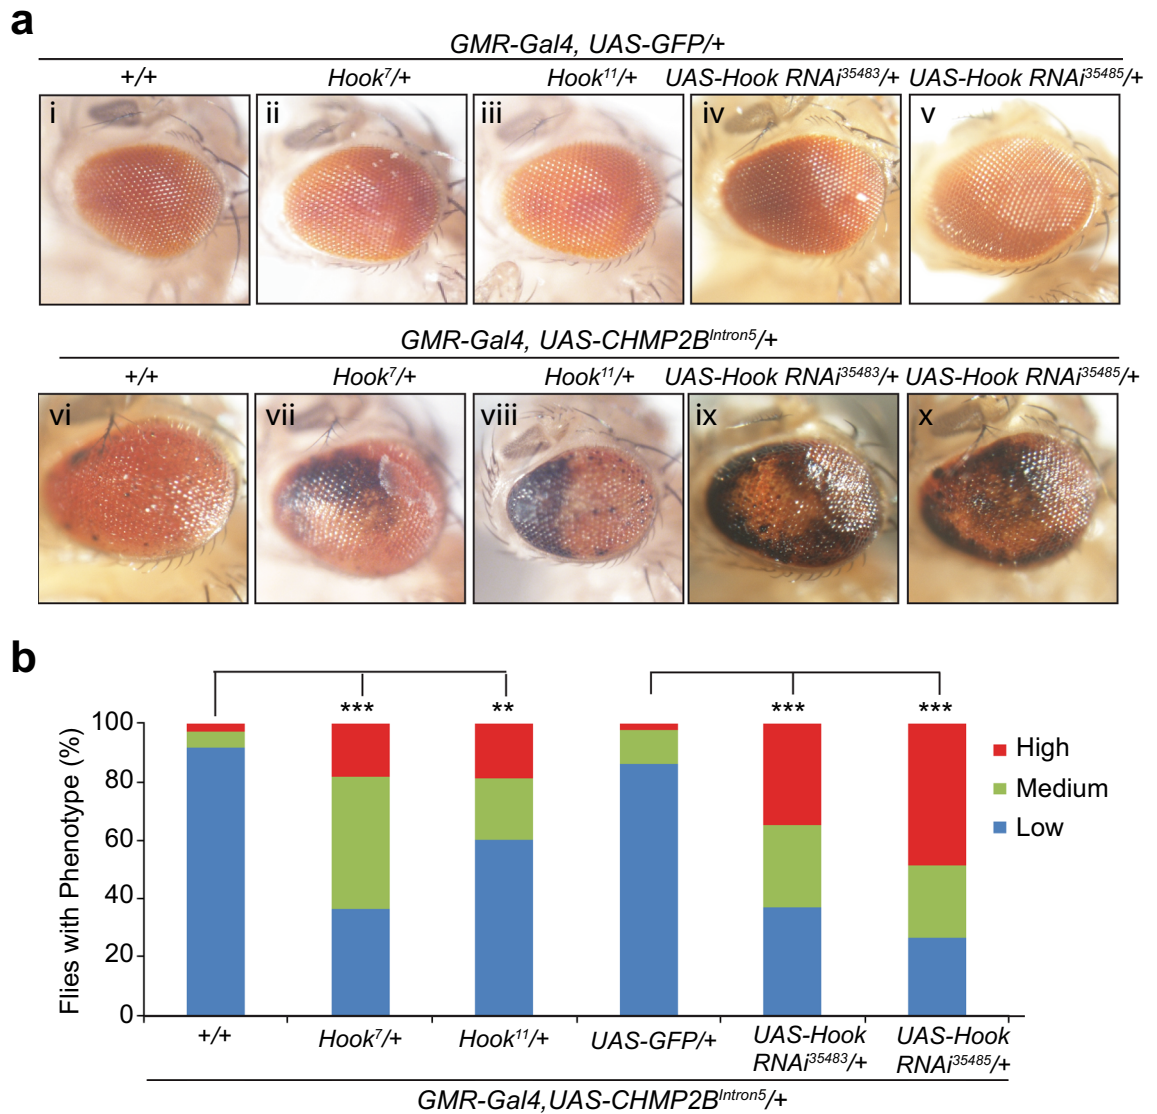 a
GMR-Gal4, UAS-GFP/+
+/+ Hook⁷/+ Hook¹¹/+ UAS-Hook RNAi³⁵⁴⁸³/+ UAS-Hook RNAi³⁵⁴⁸⁵/+
i ii iii iv v
GMR-Gal4, UAS-CHMP2Bᴵⁿᵗʳᵒⁿ⁵/+
+/+ Hook⁷/+ Hook¹¹/+ UAS-Hook RNAi³⁵⁴⁸³/+ UAS-Hook RNAi³⁵⁴⁸⁵/+
vi vii viii ix x
b
*** ** *** ***
Flies with Phenotype (%)
100
80
60
40
20
0
High
Medium
Low
+/+ Hook⁷/+ Hook¹¹/+ UAS-GFP/+ UAS-Hook UAS-Hook
RNAi³⁵⁴⁸³/+ RNAi³⁵⁴⁸⁵/+
GMR-Gal4,UAS-CHMP2Bᴵⁿᵗʳᵒⁿ⁵/+